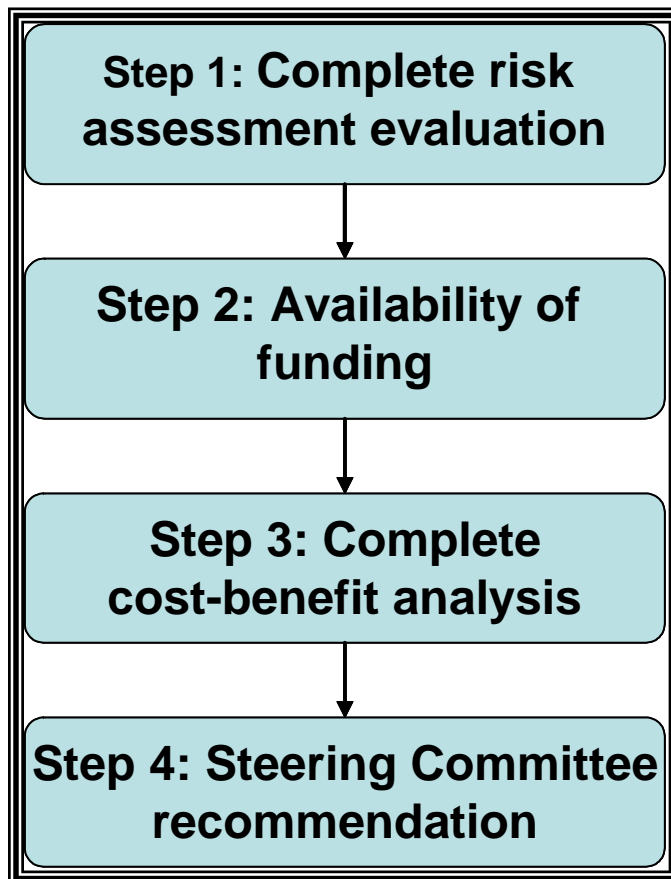 Step 1: Complete risk
assessment evaluation
Step 2: Availability of
funding
Step 3: Complete
cost-benefit analysis
Step 4: Steering Committee
recommendation